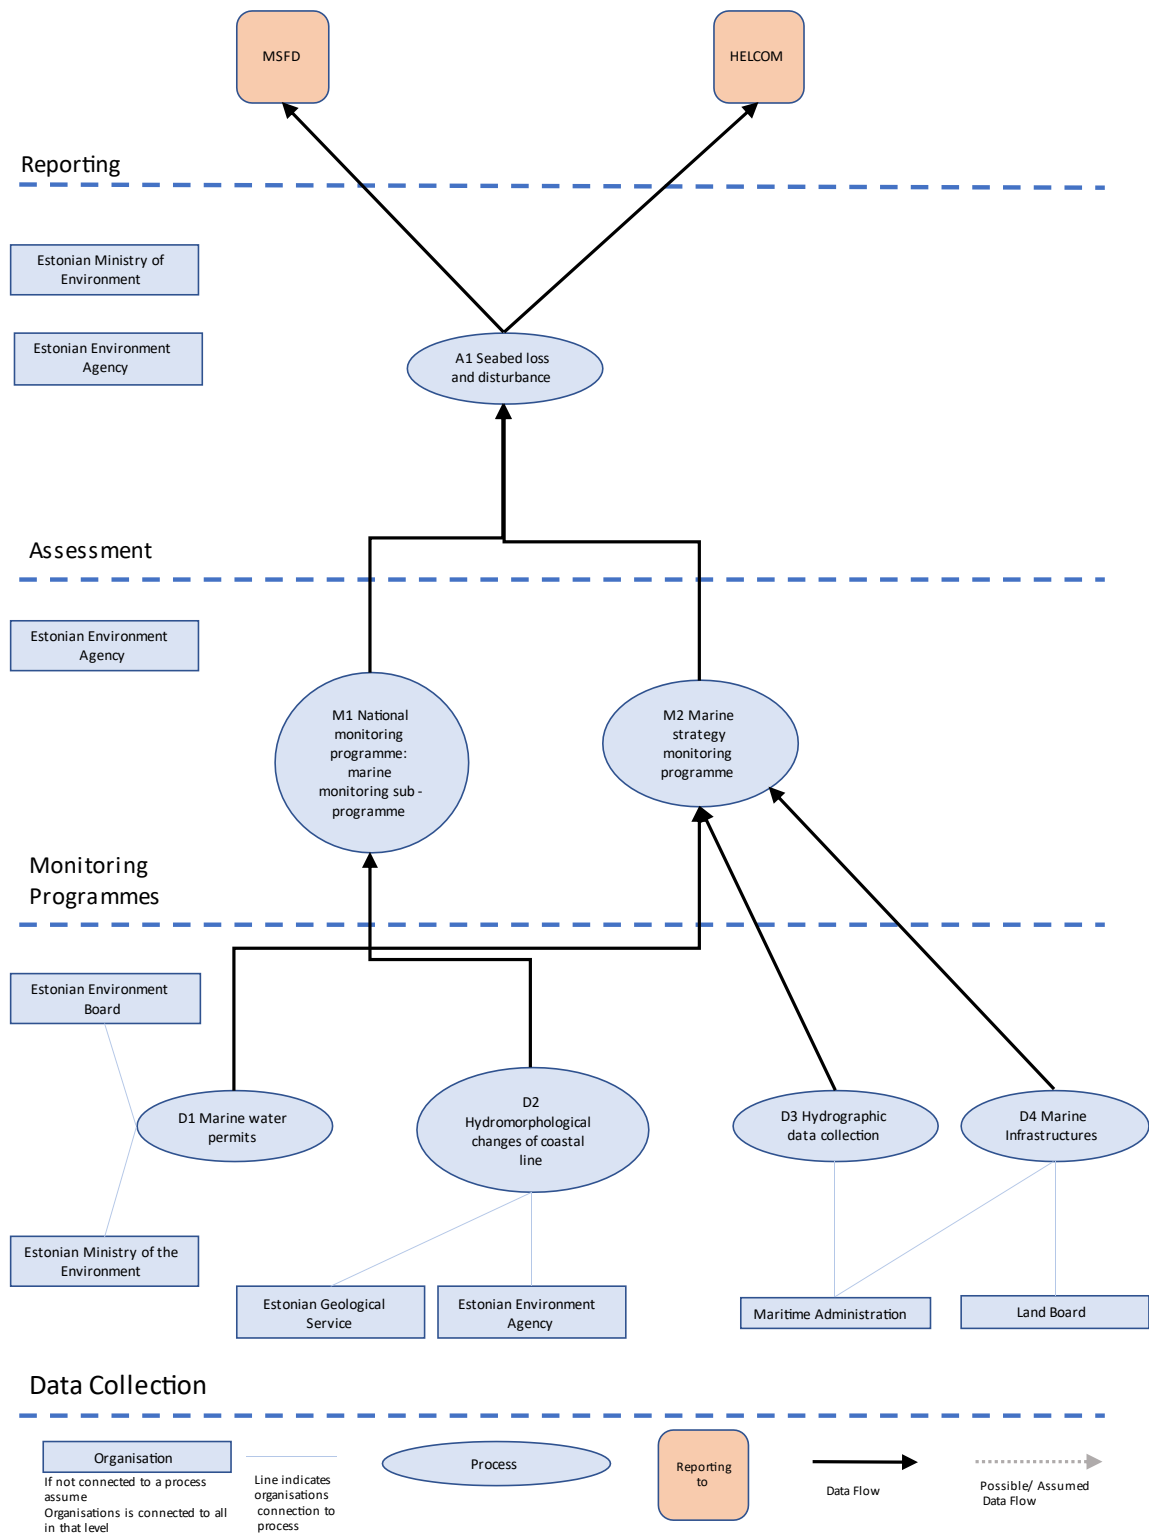 MSFD
HELCOM
Reporting
Estonian Ministry of
Environment
Estonian Environment
Agency
A1 Seabed loss
and disturbance
Assessment
Estonian Environment
Agency
M1 National
monitoring
programme:
marine
monitoring sub -
programme
M2 Marine
strategy
monitoring
programme
Monitoring
Programmes
Estonian Environment
Board
D1 Marine water
permits
D2
Hydromorphological
changes of coastal
line
D3 Hydrographic
data collection
D4 Marine
Infrastructures
Estonian Ministry of the
Environment
Estonian Geological
Service
Estonian Environment
Agency
Maritime Administration
Land Board
Data Collection
Organisation
If not connected to a process
assume
Organisations is connected to all
in that level
Line indicates
organisations
connection to
process
Process
Reporting
to
Data Flow
Possible/ Assumed
Data Flow